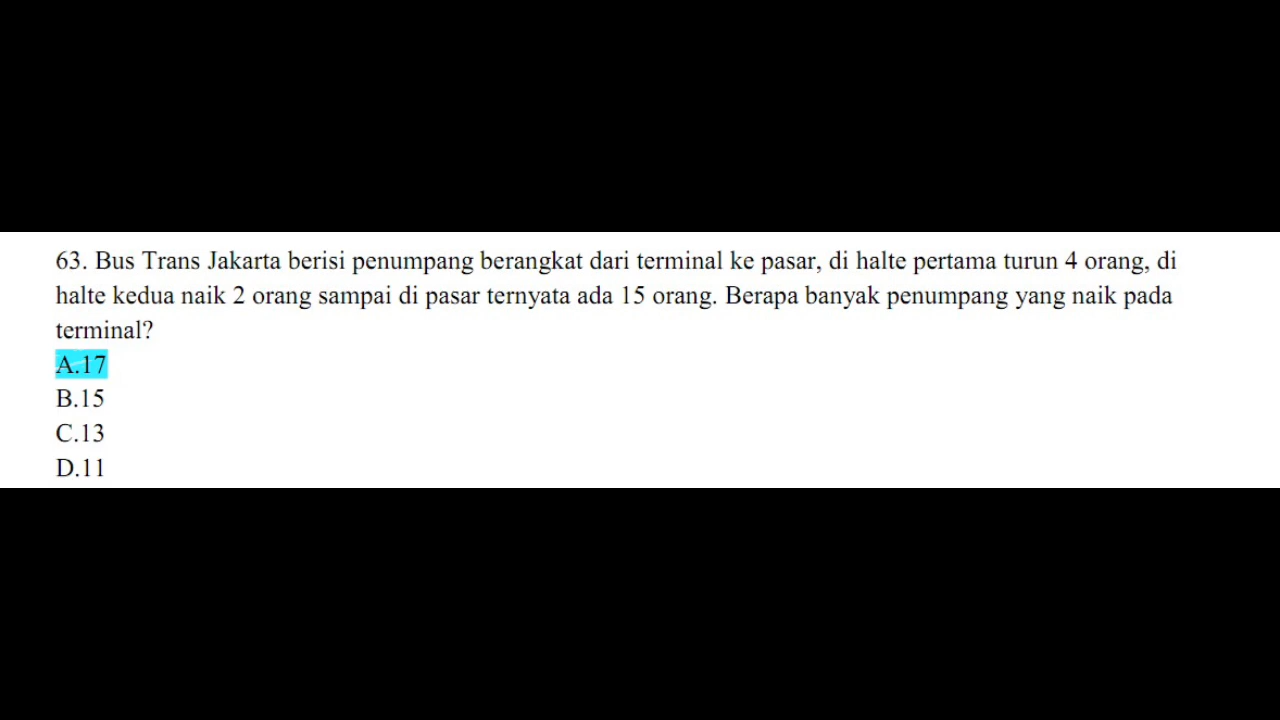 63. Bus Trans Jakarta berisi penumpang berangkat dari terminal ke pasar, di halte pertama turun 4 orang, di
halte kedua naik 2 orang sampai di pasar ternyata ada 15 orang. Berapa banyak penumpang yang naik pada
terminal?
A.17
B.15
C.13
D.11